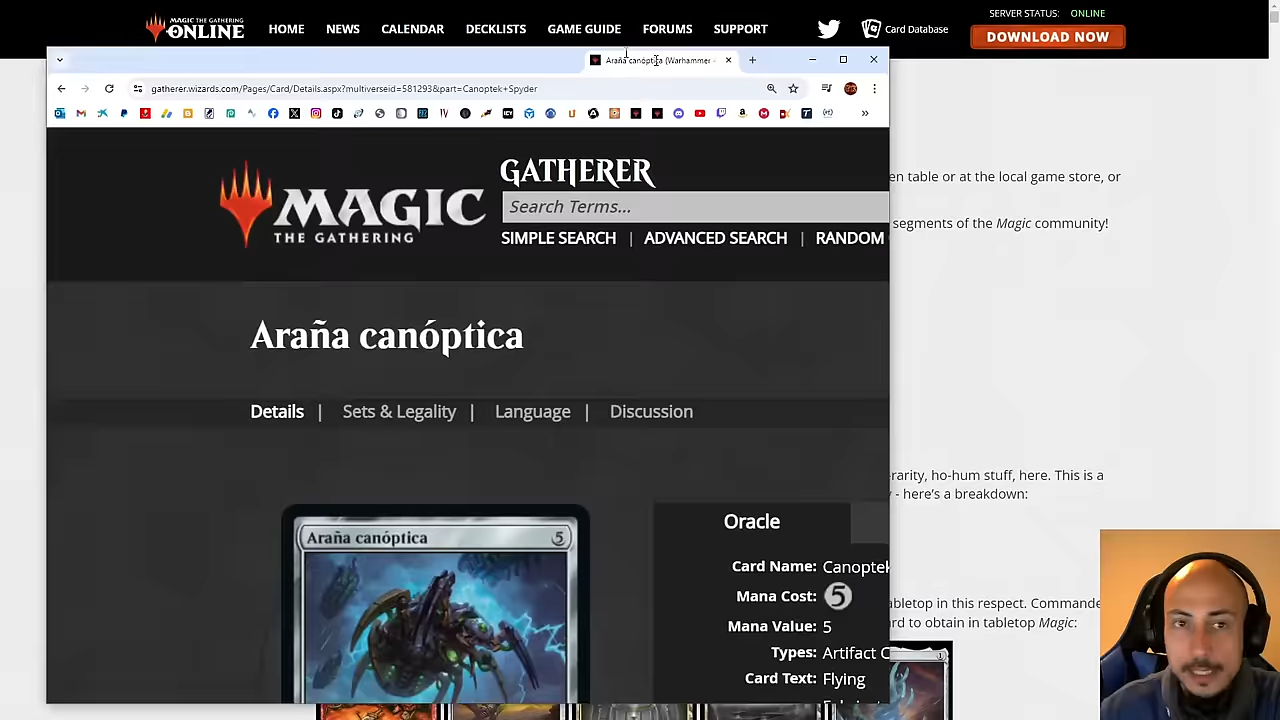 MAGIC THE GATHERING
ONLINE
HOME
NEWS
CALENDAR
DECKLISTS
GAME GUIDE
FORUMS
SUPPORT
Card Database
SERVER STATUS: ONLINE
DOWNLOAD NOW
Araña canóptica (Warhammer
gatherer.wizards.com/Pages/Card/Details.aspx?multiverseid=581293&part=Canoptek+Spyder
MAGIC
THE GATHERING
GATHERER
Search Terms...
SIMPLE SEARCH | ADVANCED SEARCH | RANDOM
Araña canóptica
Details | Sets & Legality | Language | Discussion
Araña canóptica 5
Oracle
Card Name: Canoptek
Mana Cost: 5
Mana Value: 5
Types: Artifact C
Card Text: Flying
en table or at the local game store, or
segments of the Magic community!
rarity, ho-hum stuff, here. This is a
- here's a breakdown:
abletop in this respect. Commande
rd to obtain in tabletop Magic: